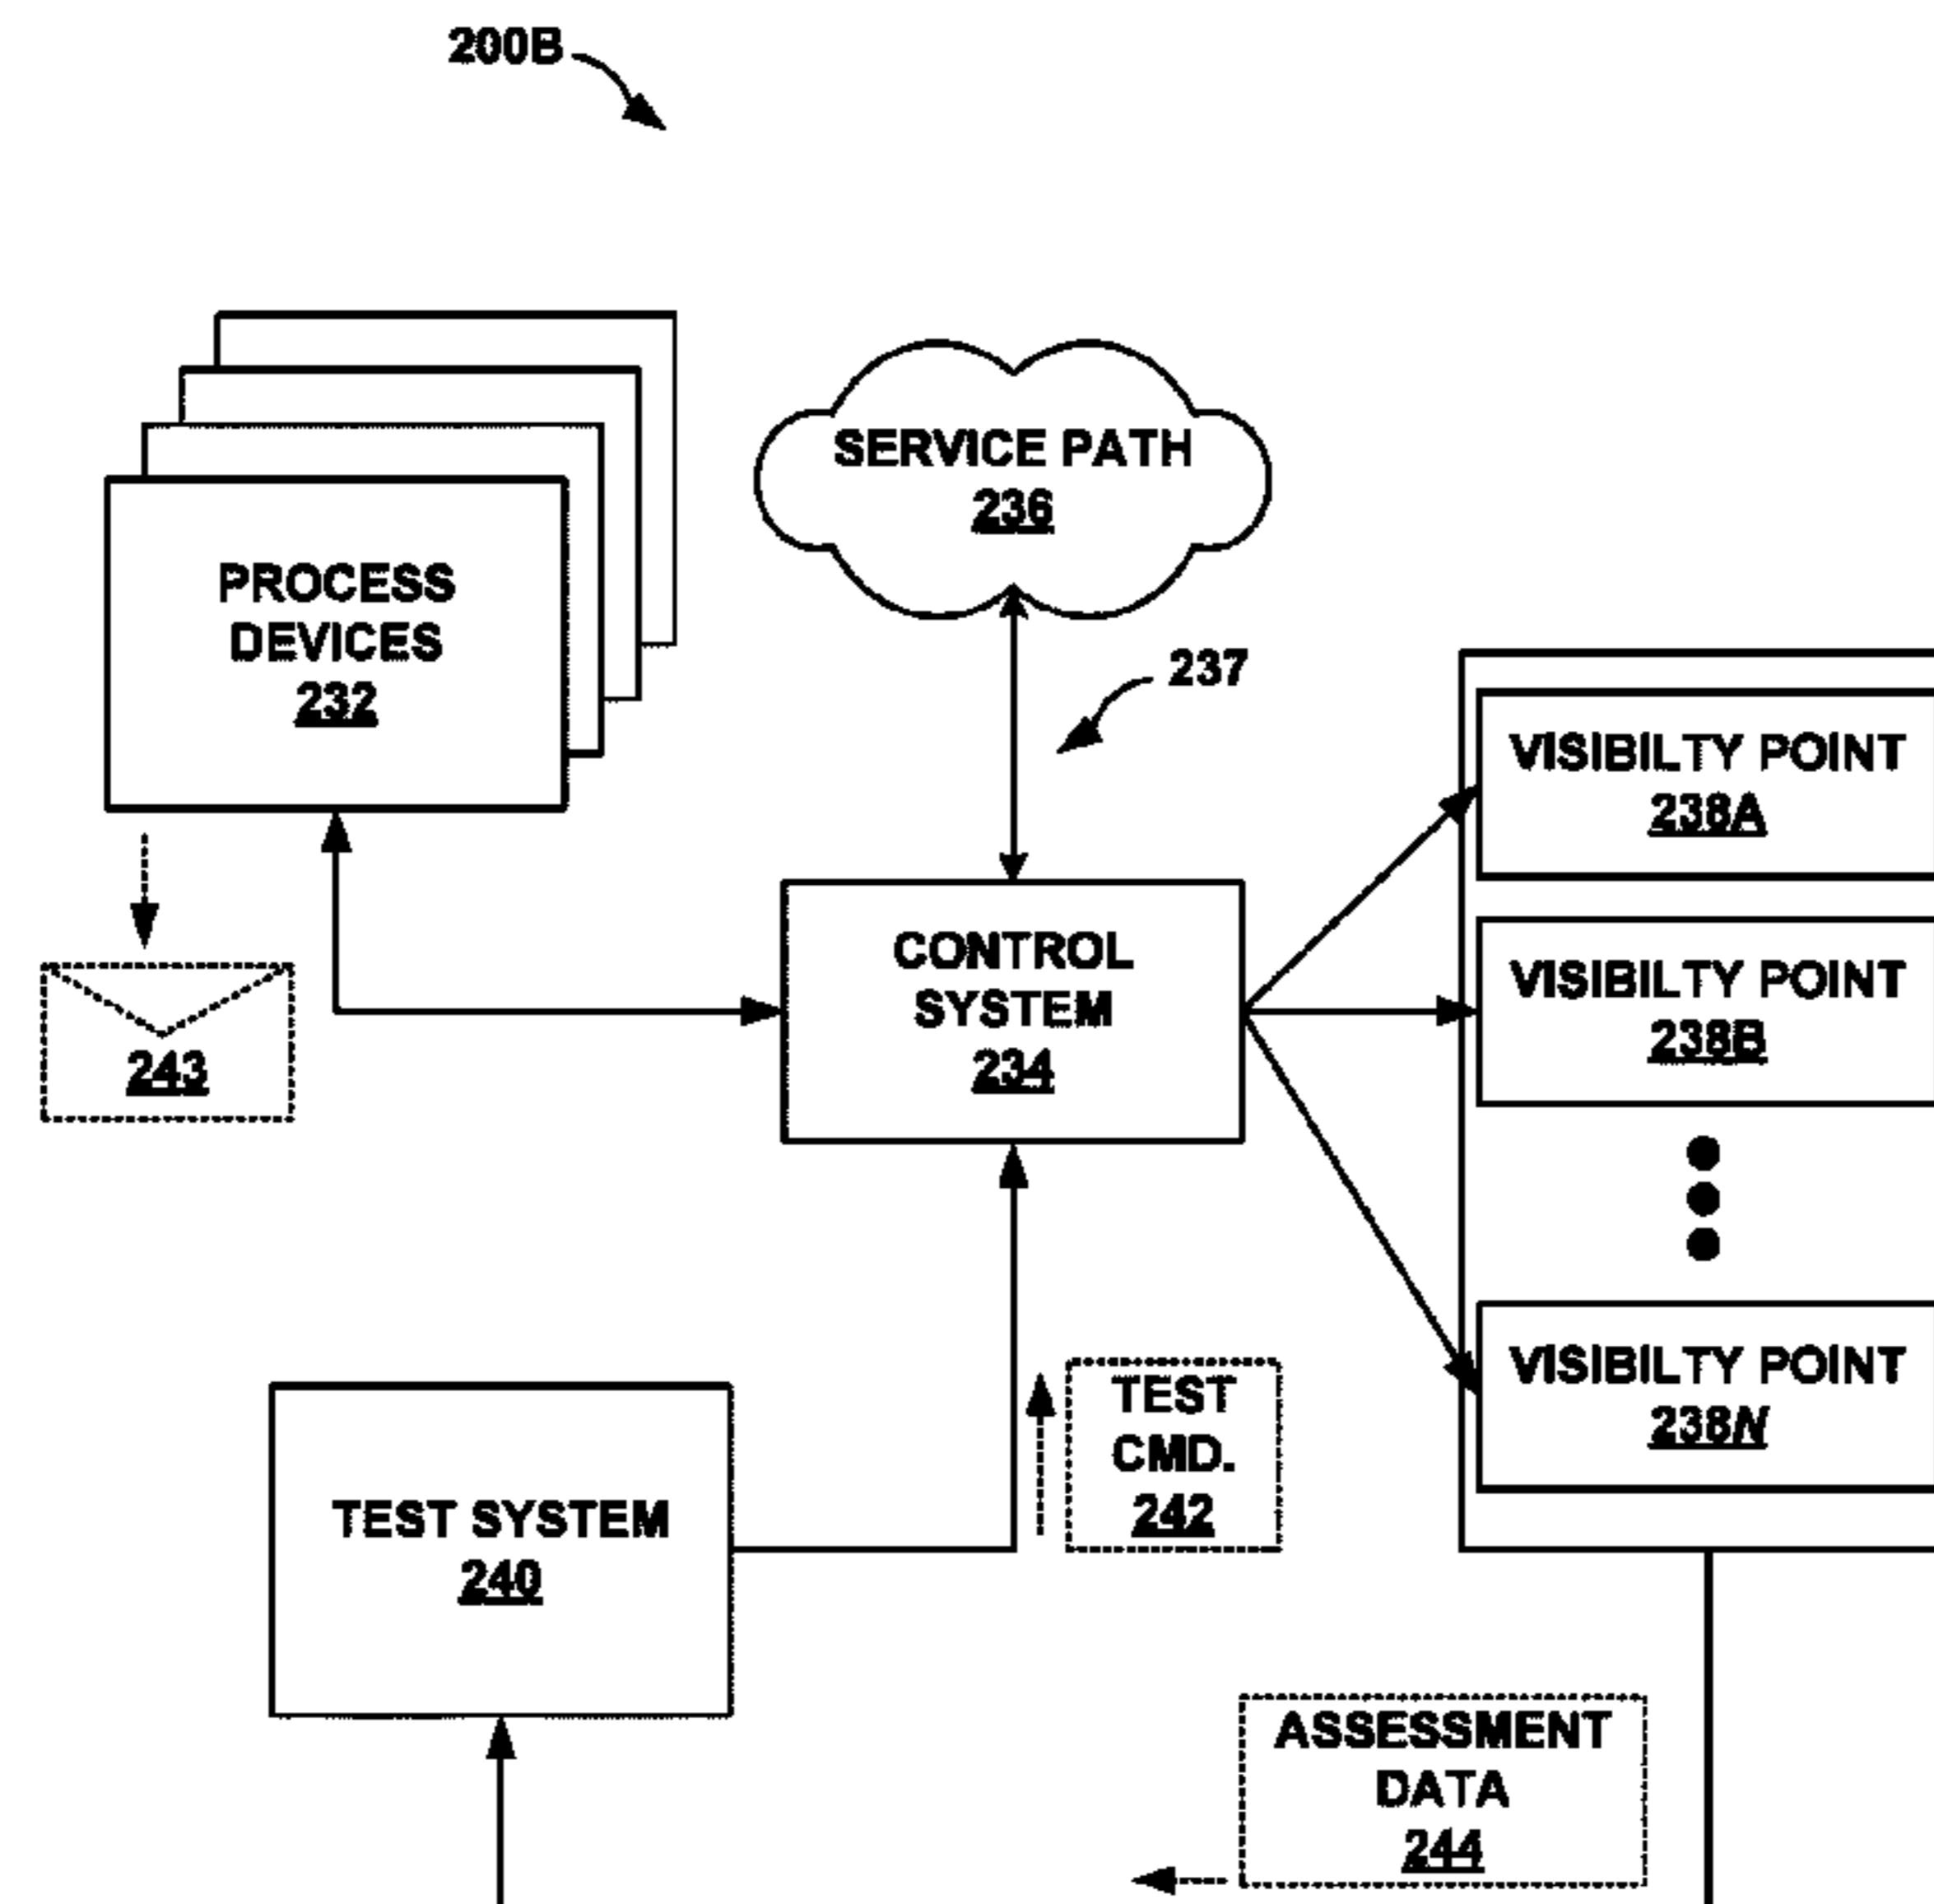 200B
SERVICE PATH
236
PROCESS
DEVICES
232
237
VISIBILTY POINT
238A
CONTROL
SYSTEM
234
VISIBILTY POINT
238B
243
VISIBILTY POINT
238N
TEST
CMD.
242
TEST SYSTEM
240
ASSESSMENT
DATA
244